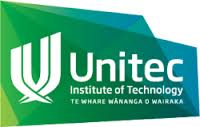 Unitec
Institute of Technology
TE WHARE WĀNANGA O WAIRAKA